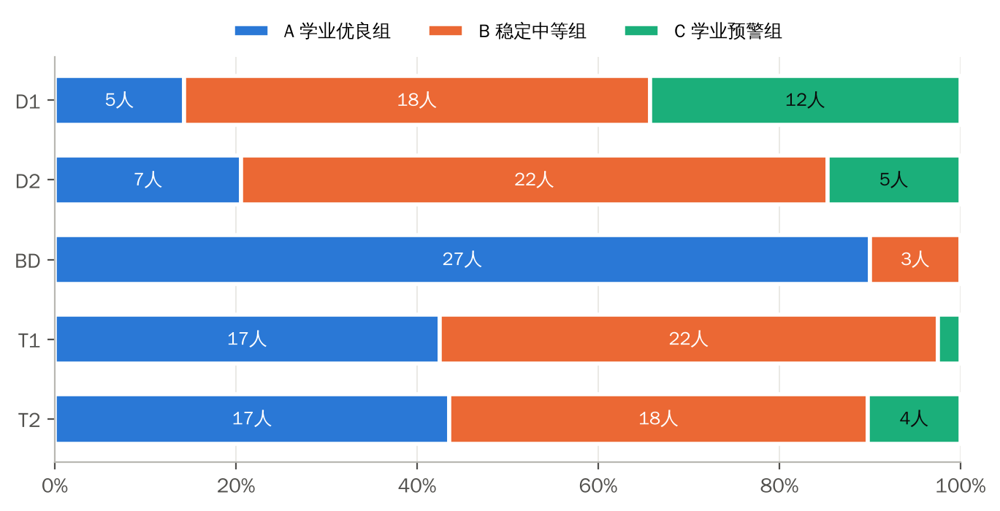 A 学业优良组 B 稳定中等组 C 学业预警组
D1 5人 18人 12人
D2 7人 22人 5人
BD 27人 3人
T1 17人 22人
T2 17人 18人 4人
0% 20% 40% 60% 80% 100%